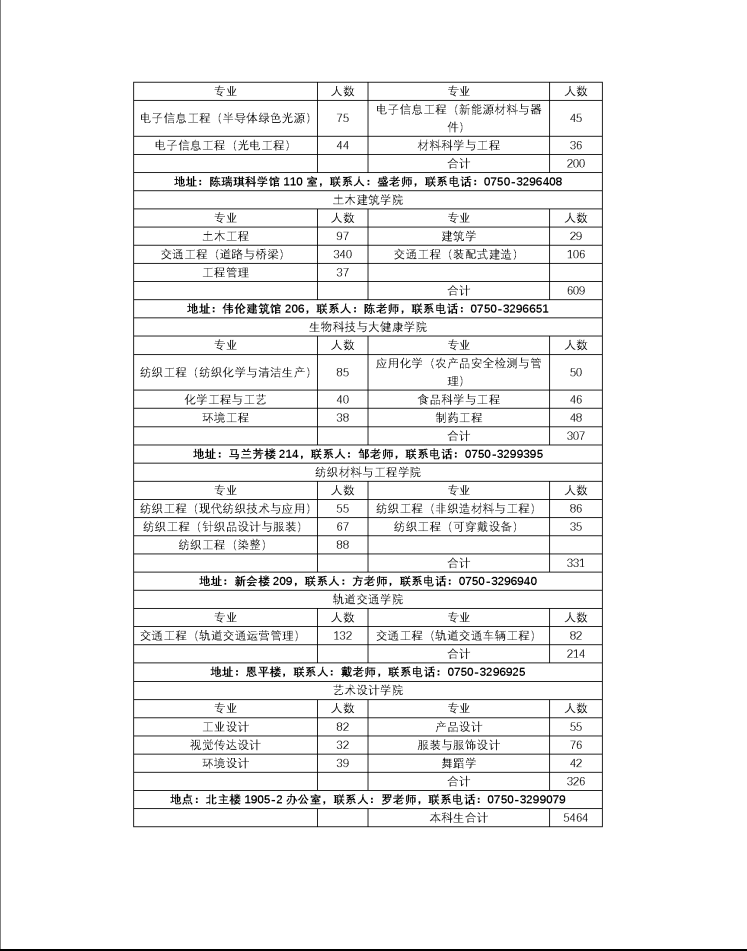 专业 人数 专业 人数
电子信息工程（半导体绿色光源） 75 电子信息工程（新能源材料与器件） 45
电子信息工程（光电工程） 44 材料科学与工程 36
合计 200
地址：陈瑞琪科学馆 110 室，联系人：盛老师，联系电话：0750-3296408
土木建筑学院
专业 人数 专业 人数
土木工程 97 建筑学 29
交通工程（道路与桥梁） 340 交通工程（装配式建造） 106
工程管理 37
合计 609
地址：伟伦建筑馆 206，联系人：陈老师，联系电话：0750-3296651
生物科技与大健康学院
专业 人数 专业 人数
纺织工程（纺织化学与清洁生产） 85 应用化学（农产品安全检测与管理） 50
化学工程与工艺 40 食品科学与工程 46
环境工程 38 制药工程 48
合计 307
地址：马兰芳楼 214，联系人：邹老师，联系电话：0750-3299395
纺织材料与工程学院
专业 人数 专业 人数
纺织工程（现代纺织技术与应用） 55 纺织工程（非织造材料与工程） 86
纺织工程（针织品设计与服装） 67 纺织工程（可穿戴设备） 35
纺织工程（染整） 88
合计 331
地址：新会楼 209，联系人：方老师，联系电话：0750-3296940
轨道交通学院
专业 人数 专业 人数
交通工程（轨道交通运营管理） 132 交通工程（轨道交通车辆工程） 82
合计 214
地址：恩平楼，联系人：戴老师，联系电话：0750-3296925
艺术设计学院
专业 人数 专业 人数
工业设计 82 产品设计 55
视觉传达设计 32 服装与服饰设计 76
环境设计 39 舞蹈学 42
合计 326
地点：北主楼 1905-2 办公室，联系人：罗老师，联系电话：0750-3299079
本科生合计 5464